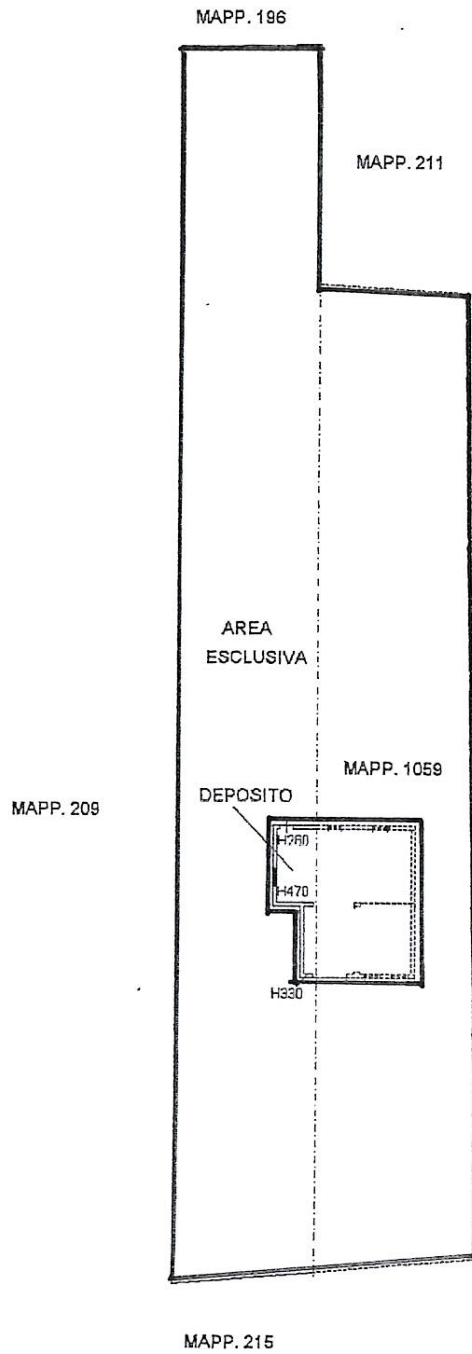 MAPP. 196
MAPP. 211
AREA
ESCLUSIVA
MAPP. 1059
DEPOSITO
MAPP. 209
H260
H470
H330
MAPP. 215